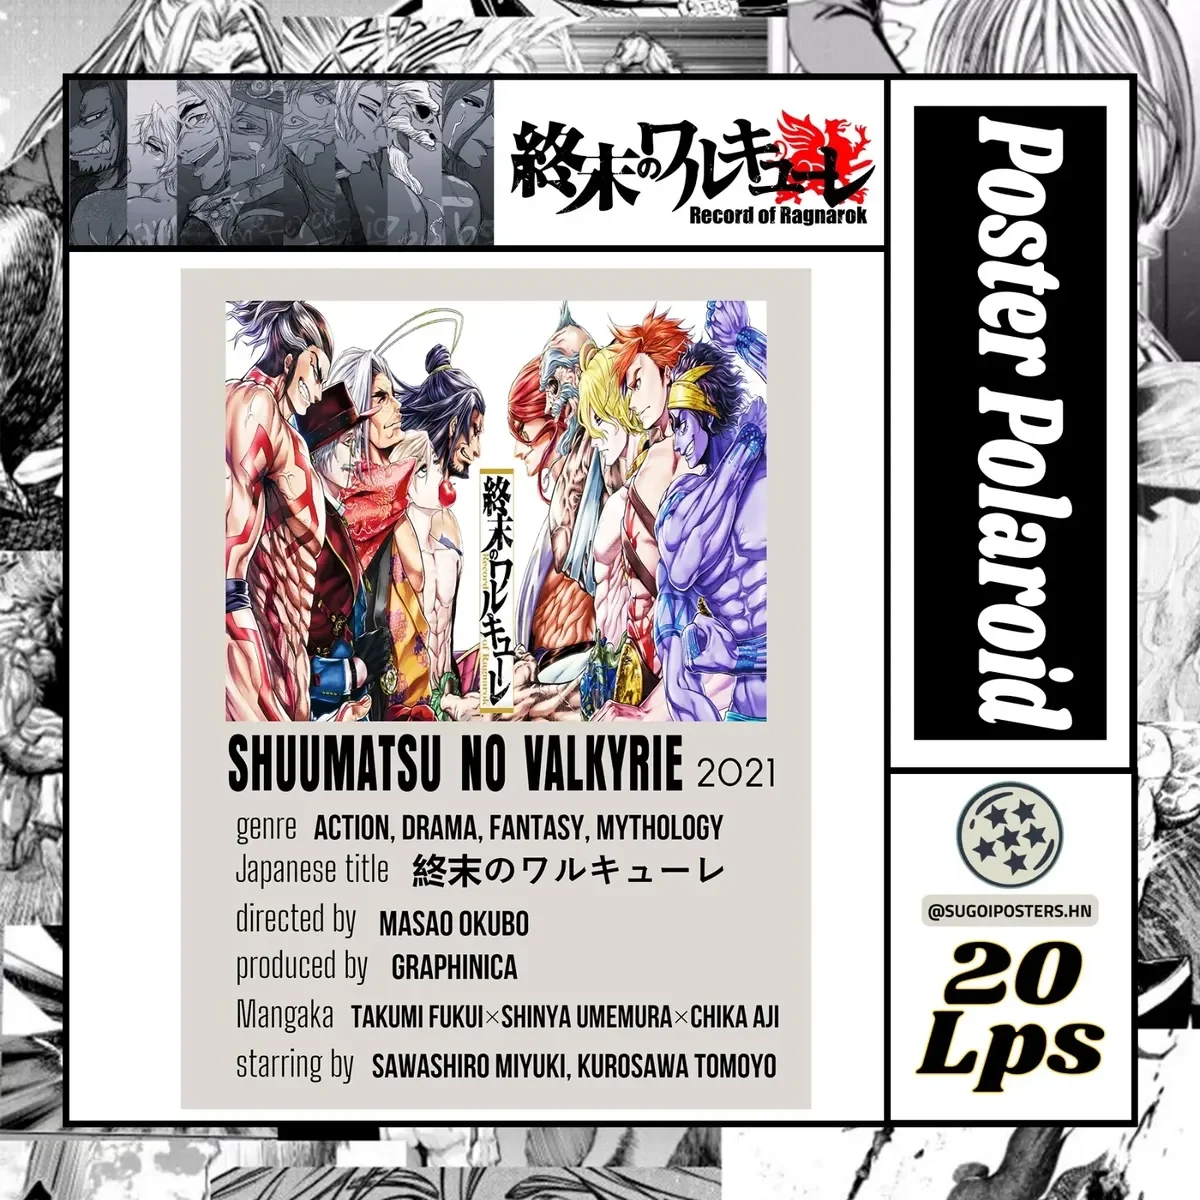 終末のワルキューレ
Record of Ragnarok
Poster Polaroid
終末のワルキューレ
Record of Ragnarok
SHUUMATSU NO VALKYRIE 2021
genre ACTION, DRAMA, FANTASY, MYTHOLOGY
Japanese title 終末のワルキューレ
directed by MASAO OKUBO
produced by GRAPHINICA
Mangaka TAKUMI FUKUI×SHINYA UMEMURA×CHIKA AJI
starring by SAWASHIRO MIYUKI, KUROSAWA TOMOYO
@SUGOIPOSTERS.HN
20
Lps